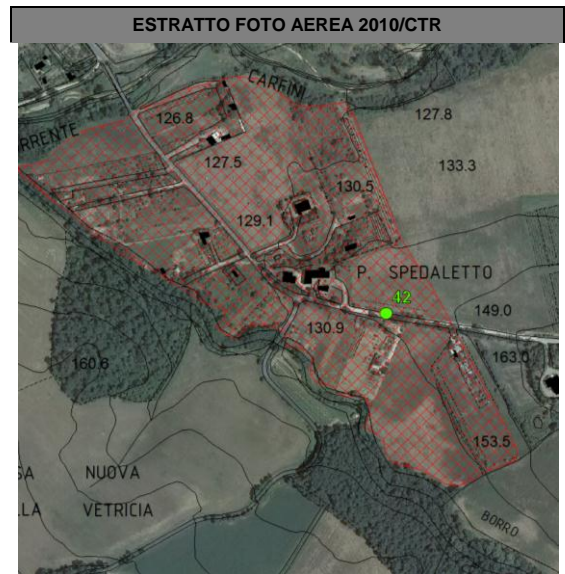 ESTRATTO FOTO AEREA 2010/CTR
CARFINI
RRENTE
126.8
127.8
127.5
133.3
130.5
129.1
P. SPEDALETTO
42
149.0
130.9
163.0
160.6
153.5
SA NUOVA
LLA VETRICIA
BORRO